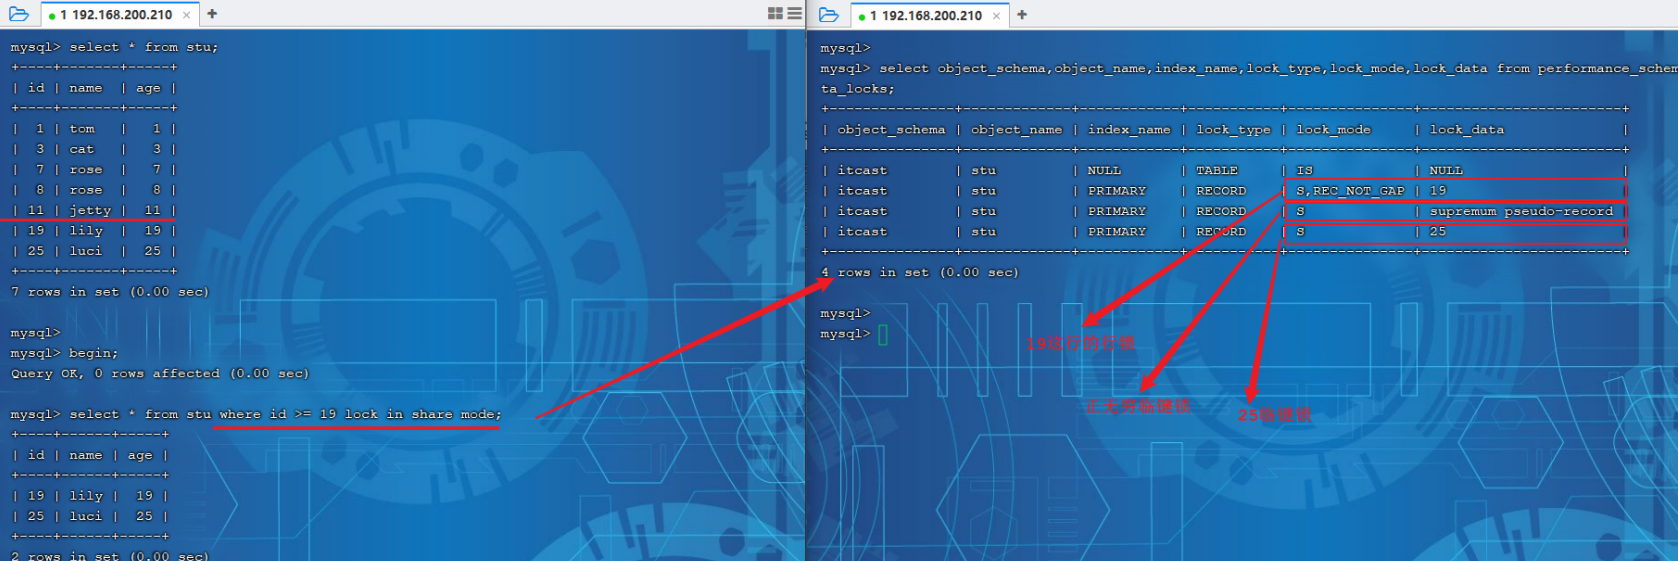 1 192.168.200.210 × +
mysql> select * from stu;
+----+-------+-----+
| id | name | age |
+----+-------+-----+
| 1 | tom | 1 |
| 3 | cat | 3 |
| 7 | rose | 7 |
| 8 | rose | 8 |
| 11 | jetty | 11 |
| 19 | lily | 19 |
| 25 | luci | 25 |
+----+-------+-----+
7 rows in set (0.00 sec)
mysql>
mysql> begin;
Query OK, 0 rows affected (0.00 sec)
mysql> select * from stu where id >= 19 lock in share mode;
+----+------+-----+
| id | name | age |
+----+------+-----+
| 19 | lily | 19 |
| 25 | luci | 25 |
+----+------+-----+
2 rows in set (0.00 sec)
1 192.168.200.210 × +
mysql>
mysql> select object_schema,object_name,index_name,lock_type,lock_mode,lock_data from performance_schem
ta_locks;
+---------------+-------------+------------+-----------+---------------+------------------------+
| object_schema | object_name | index_name | lock_type | lock_mode | lock_data |
+---------------+-------------+------------+-----------+---------------+------------------------+
| itcast | stu | NULL | TABLE | IS | NULL |
| itcast | stu | PRIMARY | RECORD | S,REC_NOT_GAP | 19 |
| itcast | stu | PRIMARY | RECORD | S | supremum pseudo-record |
| itcast | stu | PRIMARY | RECORD | S | 25 |
+---------------+-------------+------------+-----------+---------------+------------------------+
4 rows in set (0.00 sec)
mysql>
mysql>
19这行的行锁
正无穷临键锁
25临键锁